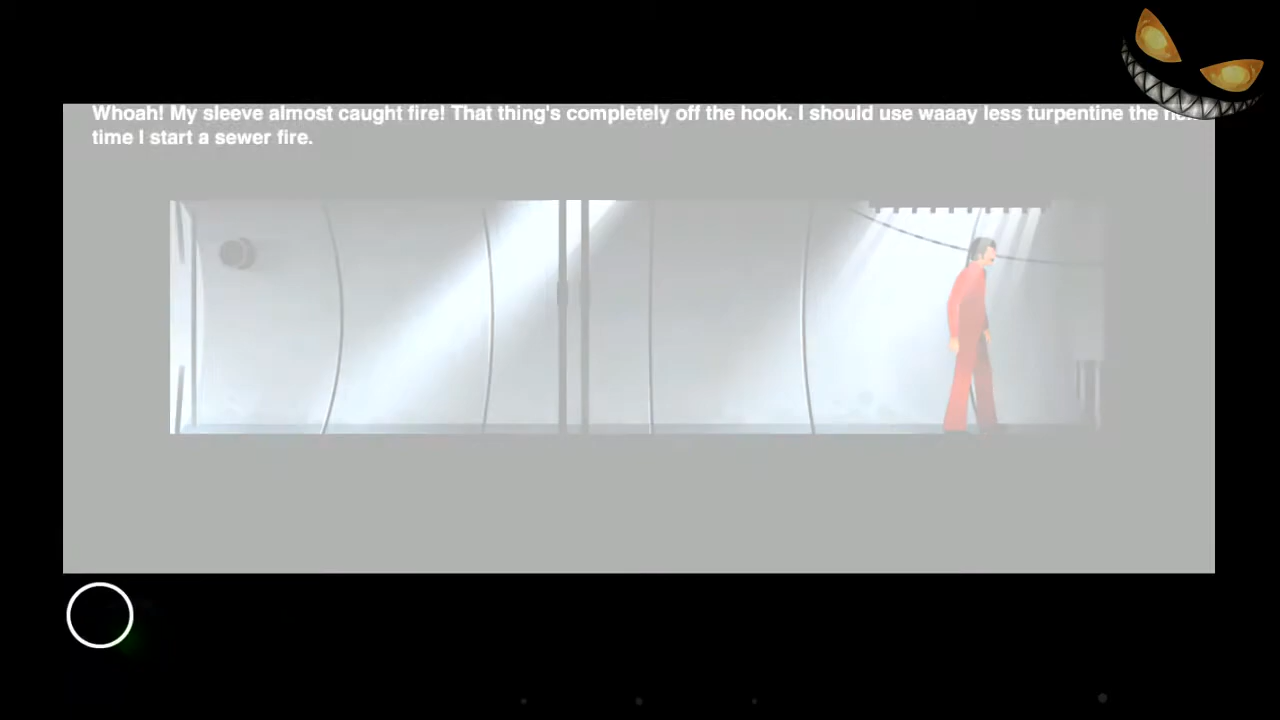 Whoah! My sleeve almost caught fire! That thing's completely off the hook. I should use waaay less turpentine the
time I start a sewer fire.